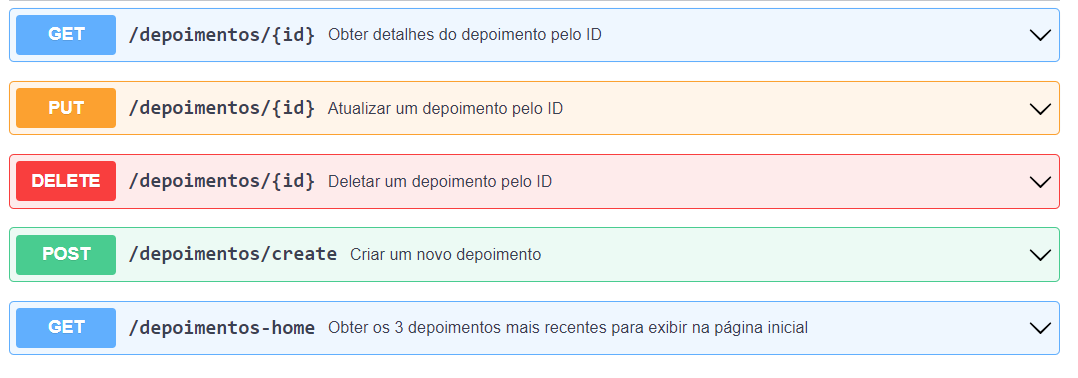 GET /depoimentos/{id} Obter detalhes do depoimento pelo ID
PUT /depoimentos/{id} Atualizar um depoimento pelo ID
DELETE /depoimentos/{id} Deletar um depoimento pelo ID
POST /depoimentos/create Criar um novo depoimento
GET /depoimentos-home Obter os 3 depoimentos mais recentes para exibir na página inicial